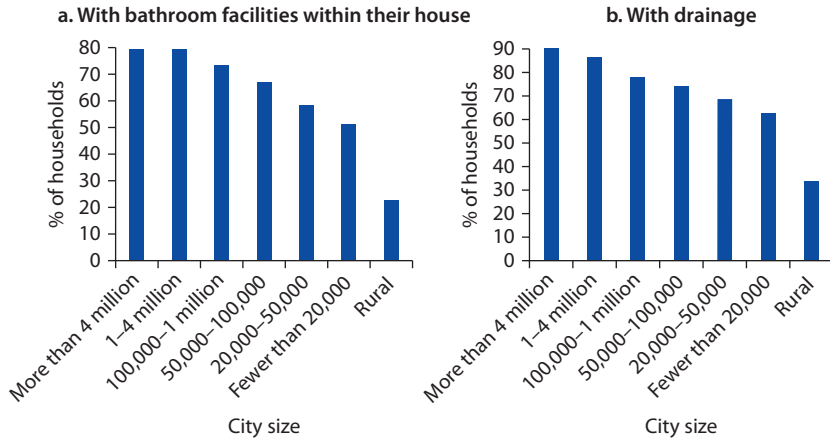 a. With bathroom facilities within their house
% of households
80
70
60
50
40
30
20
10
0
More than 4 million
1–4 million
100,000–1 million
50,000–100,000
20,000–50,000
Fewer than 20,000
Rural
City size
b. With drainage
% of households
90
80
70
60
50
40
30
20
10
0
More than 4 million
1–4 million
100,000–1 million
50,000–100,000
20,000–50,000
Fewer than 20,000
Rural
City size